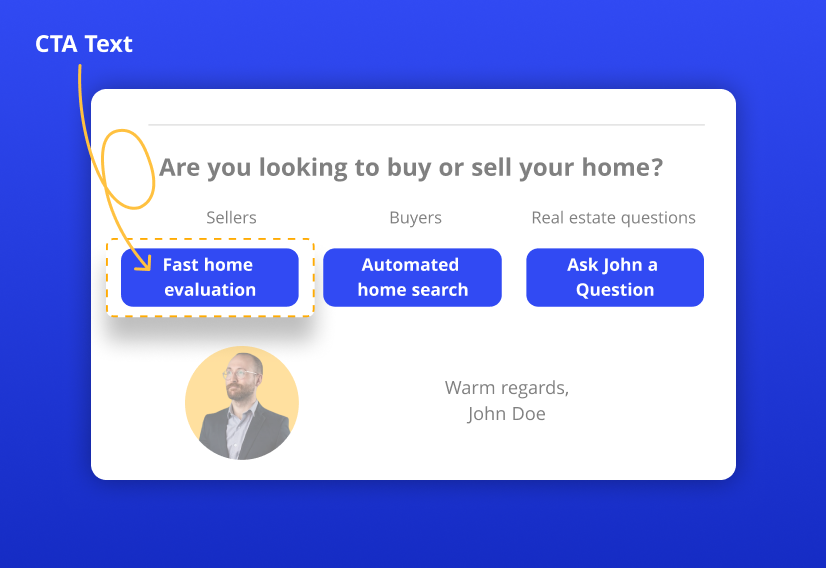 CTA Text
Are you looking to buy or sell your home?
Sellers
Buyers
Real estate questions
Fast home
evaluation
Automated
home search
Ask John a
Question
Warm regards,
John Doe